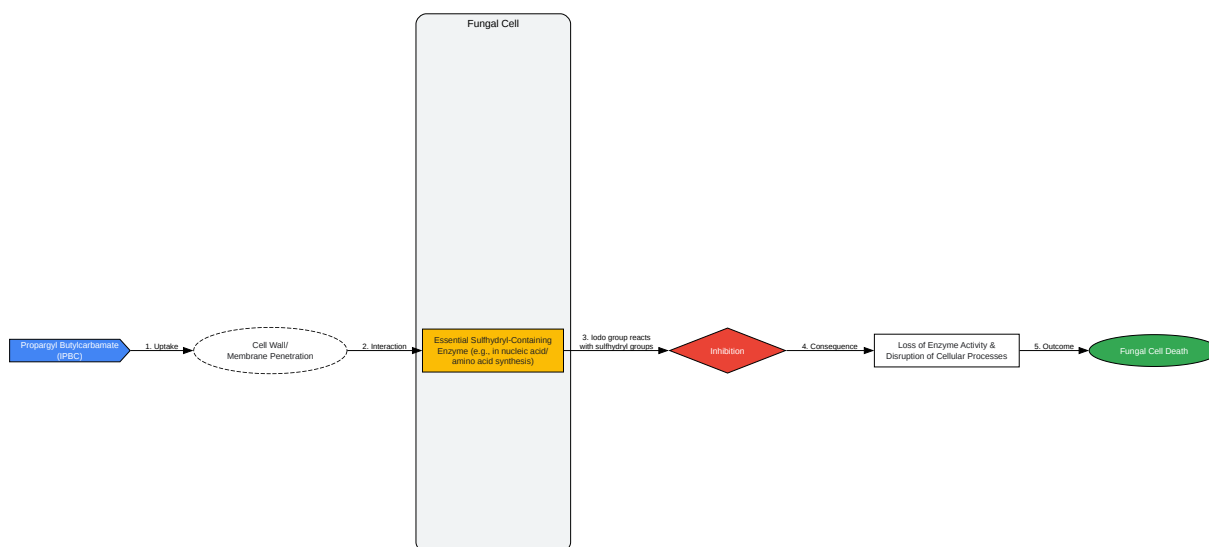 Fungal Cell
Propargyl Butylcarbamate
(IPBC)
1. Uptake
Cell Wall/
Membrane Penetration
2. Interaction
Essential Sulfhydryl-Containing
Enzyme (e.g., in nucleic acid/
amino acid synthesis)
3. Iodo group reacts
with sulfhydryl groups
Inhibition
4. Consequence
Loss of Enzyme Activity &
Disruption of Cellular Processes
5. Outcome
Fungal Cell Death